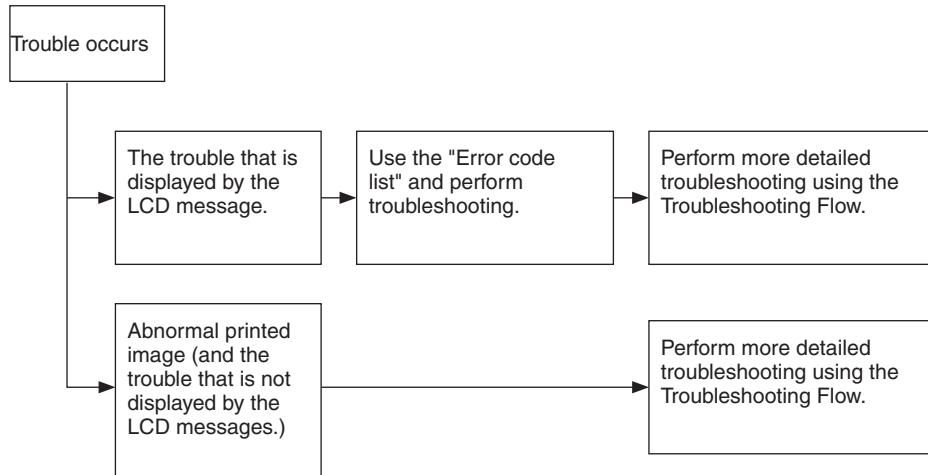 Trouble occurs
The trouble that is
displayed by the
LCD message.
Use the "Error code
list" and perform
troubleshooting.
Perform more detailed
troubleshooting using the
Troubleshooting Flow.
Abnormal printed
image (and the
trouble that is not
displayed by the
LCD messages.)
Perform more detailed
troubleshooting using the
Troubleshooting Flow.